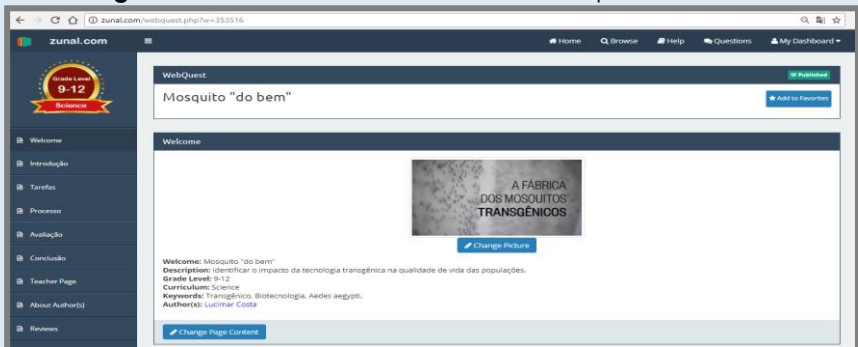 zunal.com/webquest.php?w=353516
zunal.com
Home
Browse
Help
Questions
My Dashboard
Grade Level
9-12
Science
WebQuest
Published
Mosquito "do bem"
Add to Favorites
Welcome
Introdução
Tarefas
Processo
Avaliação
Conclusão
Teacher Page
About Author(s)
Reviews
Welcome
A FÁBRICA
DOS MOSQUITOS
TRANSGÊNICOS
Change Picture
Welcome: Mosquito "do bem"
Description: Identificar o impacto da tecnologia transgênica na qualidade de vida das populações.
Grade Level: 9-12
Curriculum: Science
Keywords: Transgênico. Biotecnologia. Aedes aegypti.
Author(s): Lucimar Costa
Change Page Content